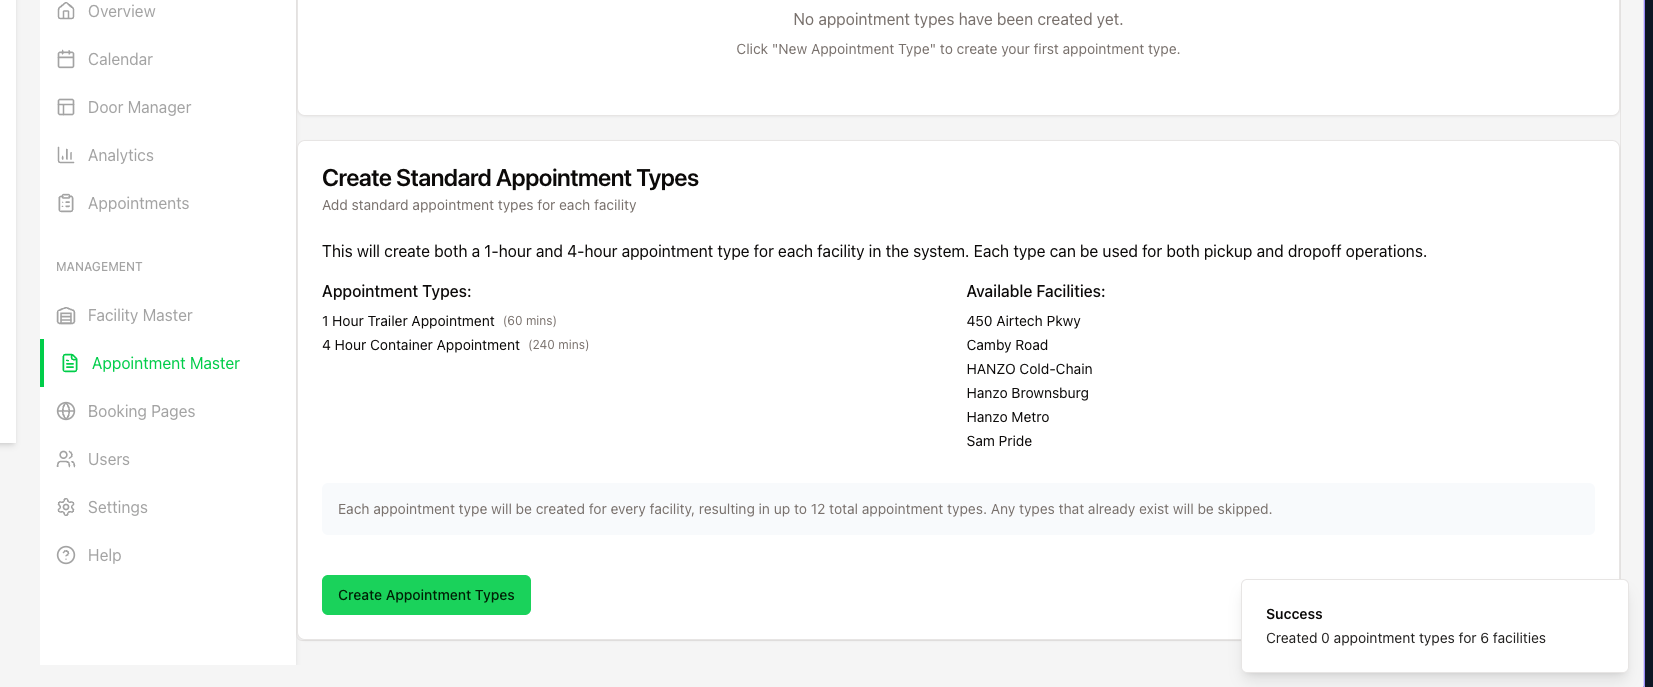 Overview
Calendar
Door Manager
Analytics
Appointments
MANAGEMENT
Facility Master
Appointment Master
Booking Pages
Users
Settings
Help
No appointment types have been created yet.
Click "New Appointment Type" to create your first appointment type.
Create Standard Appointment Types
Add standard appointment types for each facility
This will create both a 1-hour and 4-hour appointment type for each facility in the system. Each type can be used for both pickup and dropoff operations.
Appointment Types:
1 Hour Trailer Appointment (60 mins)
4 Hour Container Appointment (240 mins)
Available Facilities:
450 Airtech Pkwy
Camby Road
HANZO Cold-Chain
Hanzo Brownsburg
Hanzo Metro
Sam Pride
Each appointment type will be created for every facility, resulting in up to 12 total appointment types. Any types that already exist will be skipped.
Create Appointment Types
Success
Created 0 appointment types for 6 facilities